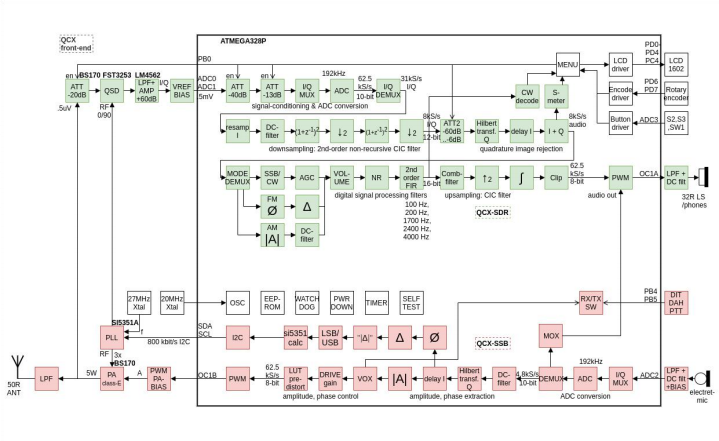 QCX
front-end
ATMEGA328P
PB0
PD0-
PD4
PC4
MENU
LCD
driver
LCD
1602
BS170
FST3253
LM4562
en
ATT
-20dB
QSD
LPF+
AMP
+60dB
I/Q
VREF
BIAS
ADC0
ADC1
.5mV
.5uV
RF
0/90
en
ATT
-40dB
en
ATT
-13dB
I/Q
MUX
192kHz
ADC
62.5
kS/s
10-bit
I/Q
DEMUX
31kS/s
I/Q
signal-conditioning & ADC conversion
CW
decode
S-
meter
Encode
driver
PD6
PD7
Rotary
encoder
Button
driver
ADC3
S2,S3
,SW1
resamp
I
DC-
filter
(1+z⁻¹)²
↓2
(1+z⁻¹)²
↓2
8kS/s
I/Q
12-bit
ATT2
-60dB
..-6dB
Hilbert
transf.
Q
delay I
I + Q
8kS/s
audio
downsampling: 2nd-order non-recursive CIC filter
quadrature image rejection
MODE
DEMUX
SSB/
CW
AGC
VOL-
UME
NR
2nd
order
FIR
16-bit
Comb-
filter
↑2
∫
Clip
62.5
kS/s
8-bit
PWM
OC1A
LPF +
DC filt
FM
Ø
Δ
AM
|A|
DC-
filter
digital signal processing filters
100 Hz,
200 Hz,
1700 Hz,
2400 Hz,
4000 Hz
upsampling: CIC filter
audio out
32R LS
/phones
QCX-SDR
27MHz
Xtal
20MHz
Xtal
OSC
EEP-
ROM
WATCH
DOG
PWR
DOWN
TIMER
SELF
TEST
RX/TX
SW
PB4
PB5
DIT
DAH
PTT
SI5351A
PLL
800 kbit/s I2C
SDA
SCL
I2C
si5351
calc
LSB/
USB
-|Δ|-
Δ
Ø
QCX-SSB
MOX
RF
3x
BS170
50R
ANT
LPF
5W
PA
class-E
A
PWM
PA-
BIAS
OC1B
PWM
62.5
kS/s
8-bit
LUT
pre-
distort
DRIVE
gain
VOX
|A|
delay I
Hilbert
transf.
Q
DC-
filter
4.8kS/s
10-bit
DEMUX
192kHz
ADC
I/Q
MUX
ADC2
LPF +
DC filt
+BIAS
amplitude, phase control
amplitude, phase extraction
ADC conversion
electret-
mic